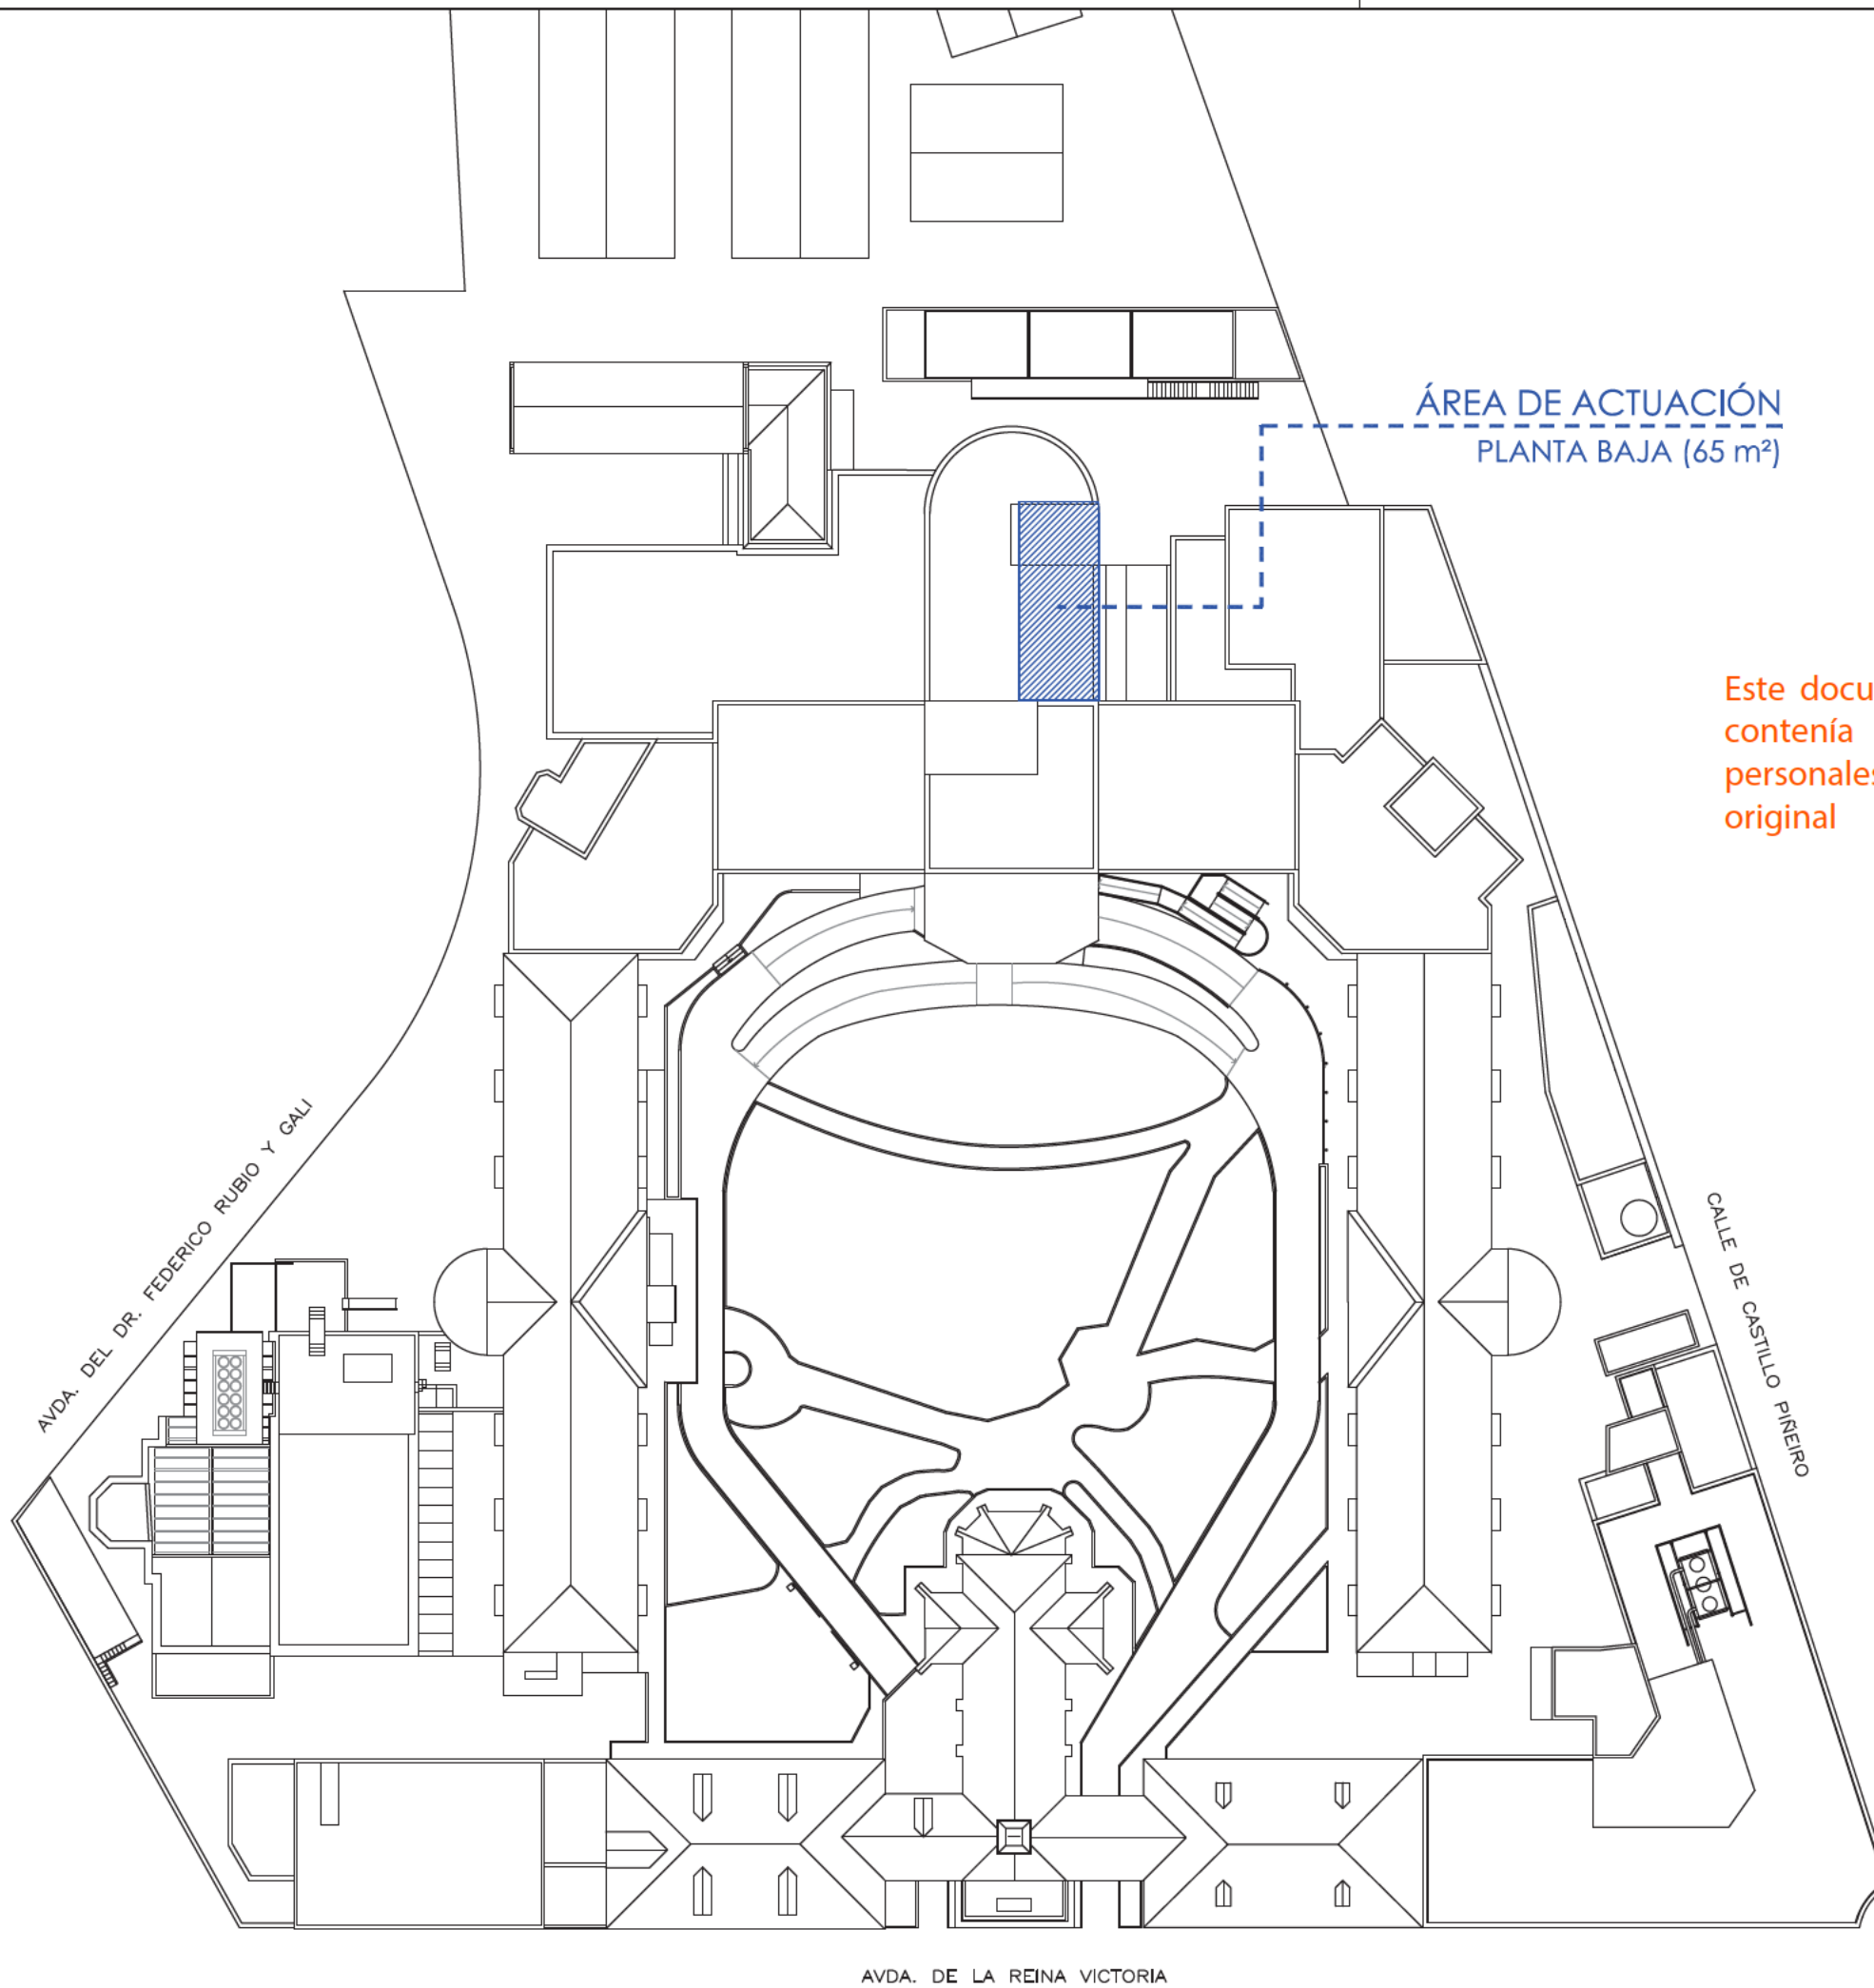 ÁREA DE ACTUACIÓN
PLANTA BAJA (65 m²)
Este docu
contenía
personales
original
AVDA. DEL DR. FEDERICO RUBIO Y GALI
CALLE DE CASTILLO PIÑEIRO
AVDA. DE LA REINA VICTORIA